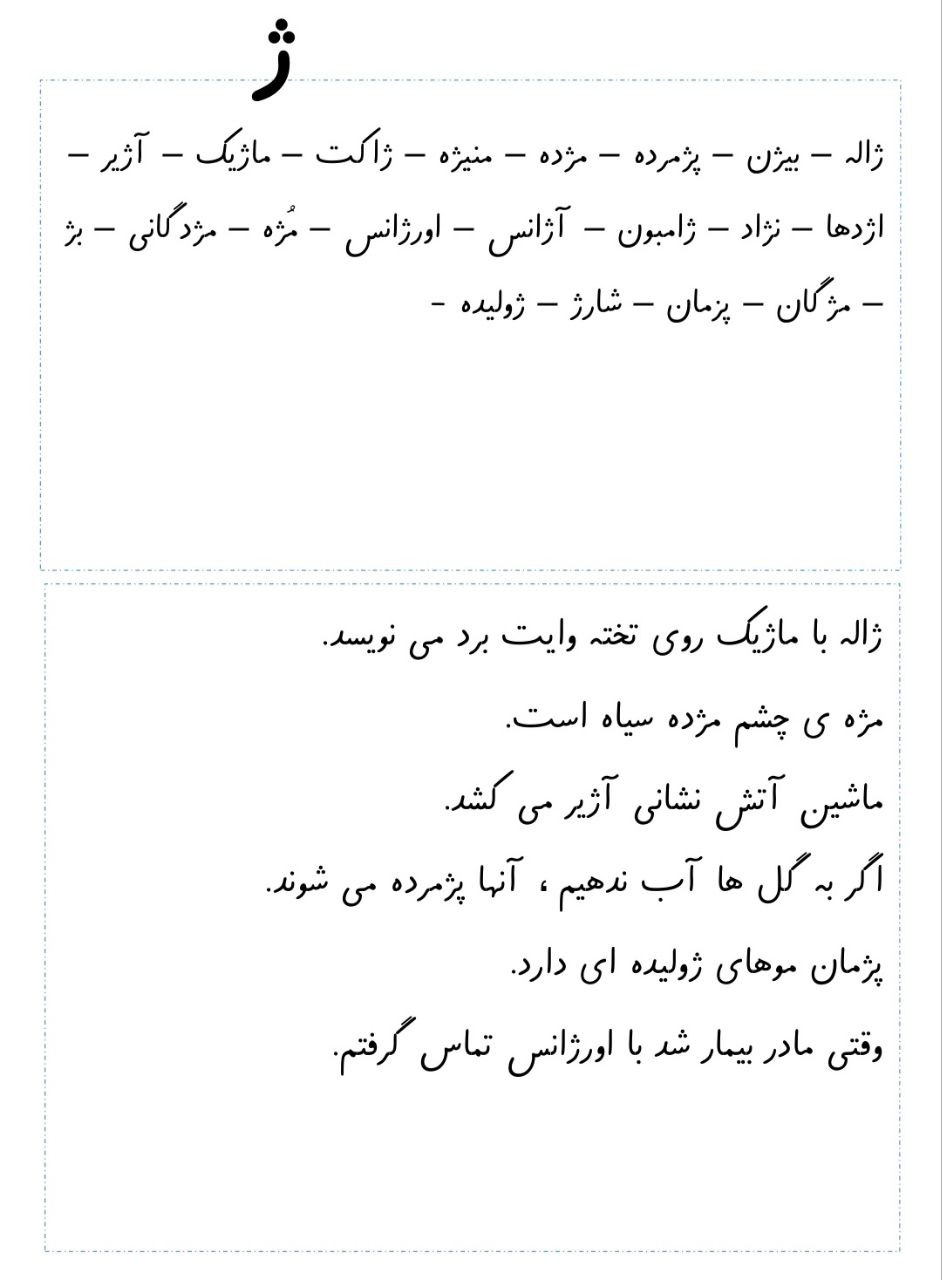 ژ
ژاله – بیژن – پژمرده – مژده – منیژه – ژاکت – ماژیک – آژیر –
اژدها – نژاد – ژامبون – آژانس – اورژانس – مُژه – مژدگانی – بژ
– مژگان – پزمان – شارژ – ژولیده -
ژاله با ماژیک روی تخته وایت برد می نویسد.
مژه ی چشم مژده سیاه است.
ماشین آتش نشانی آژیر می کشد.
اگر به گل ها آب ندهیم ، آنها پژمرده می شوند.
پژمان موهای ژولیده ای دارد.
وقتی مادر بیمار شد با اورژانس تماس گرفتم.